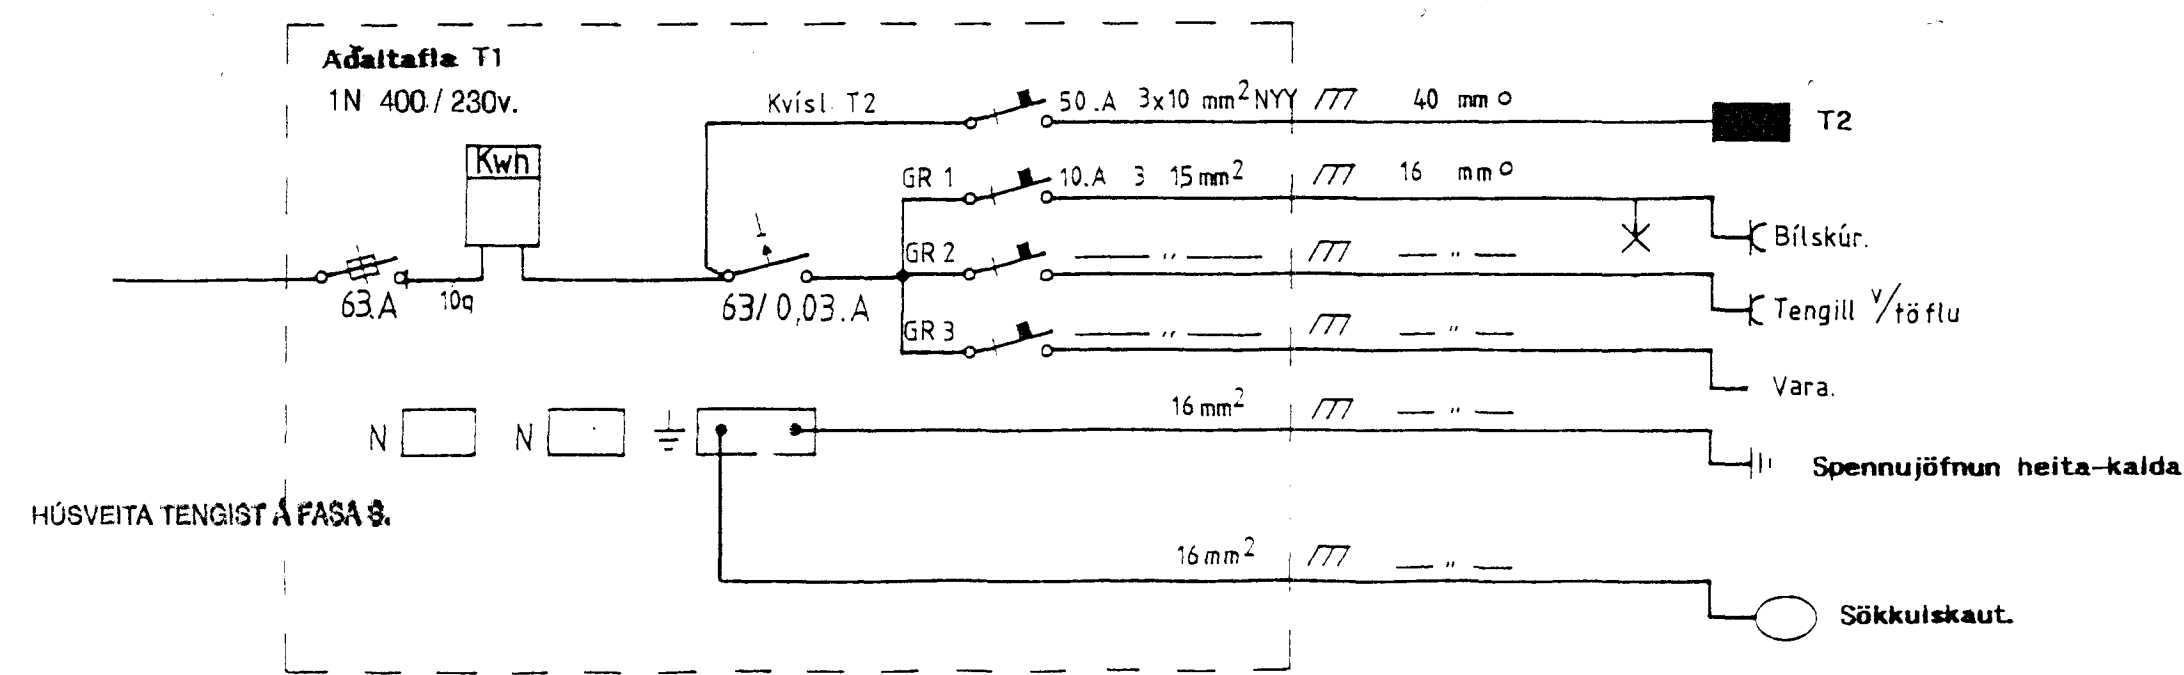 Aðaltafla T1
1N 400 / 230v.
Kvísl T2
50.A 3x10 mm² NYY 40 mm
T2
Kwh
GR 1
10.A 3 1,5 mm² 16 mm
Bílskúr.
63.A
10q
63/ 0,03.A
GR 2
— " — — " —
Tengill v/töflu
GR 3
— " — — " —
Vara.
N
N
16 mm² — " —
Spennujöfnun heita-kalda
HÚSVEITA TENGIST Á FASA
16 mm² — " —
Sökkulskaut.